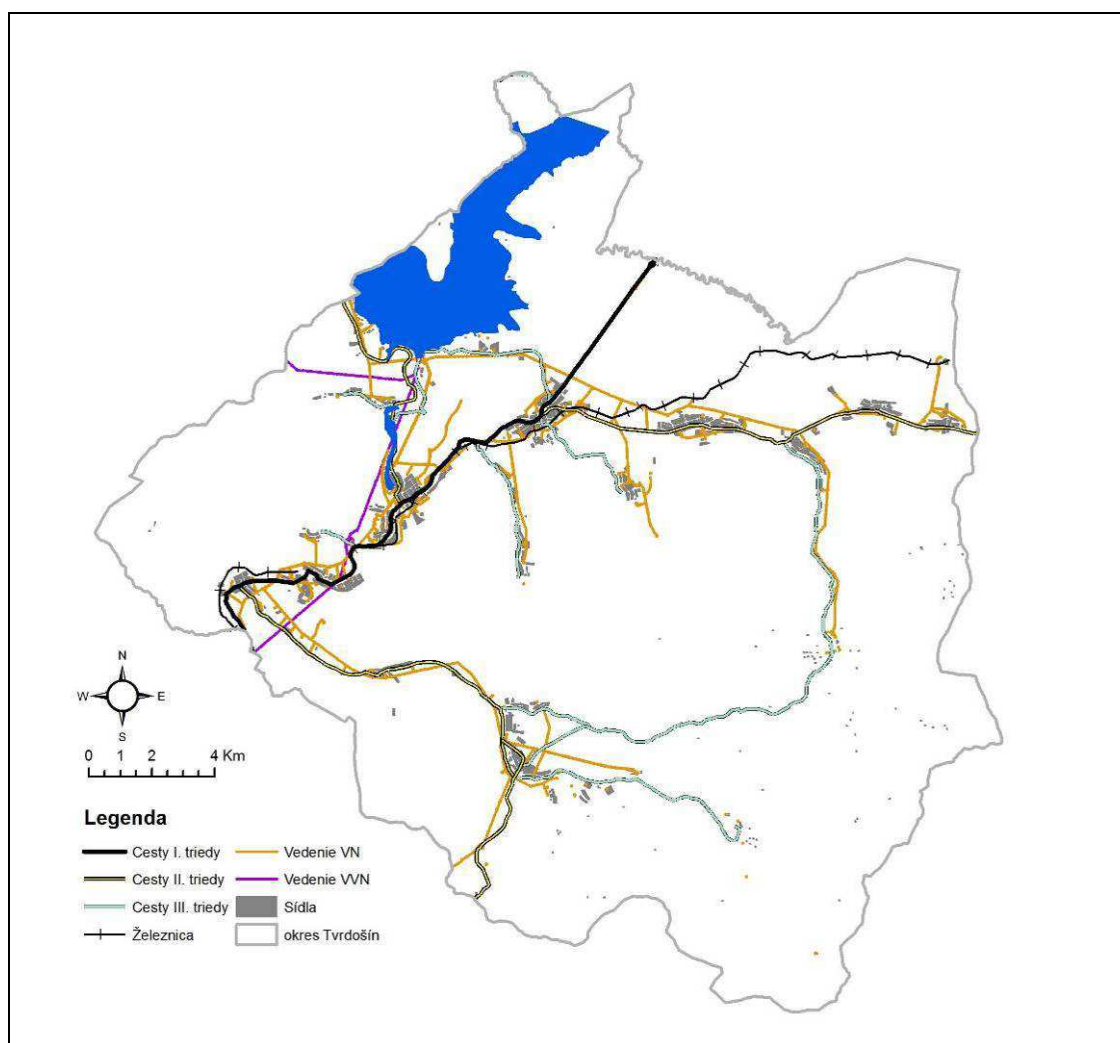 N
W E
S
0 1 2 4 Km
Legenda
Cesty I. triedy Vedenie VN
Cesty II. triedy Vedenie VVN
Cesty III. triedy Sídla
Železnica okres Tvrdošín